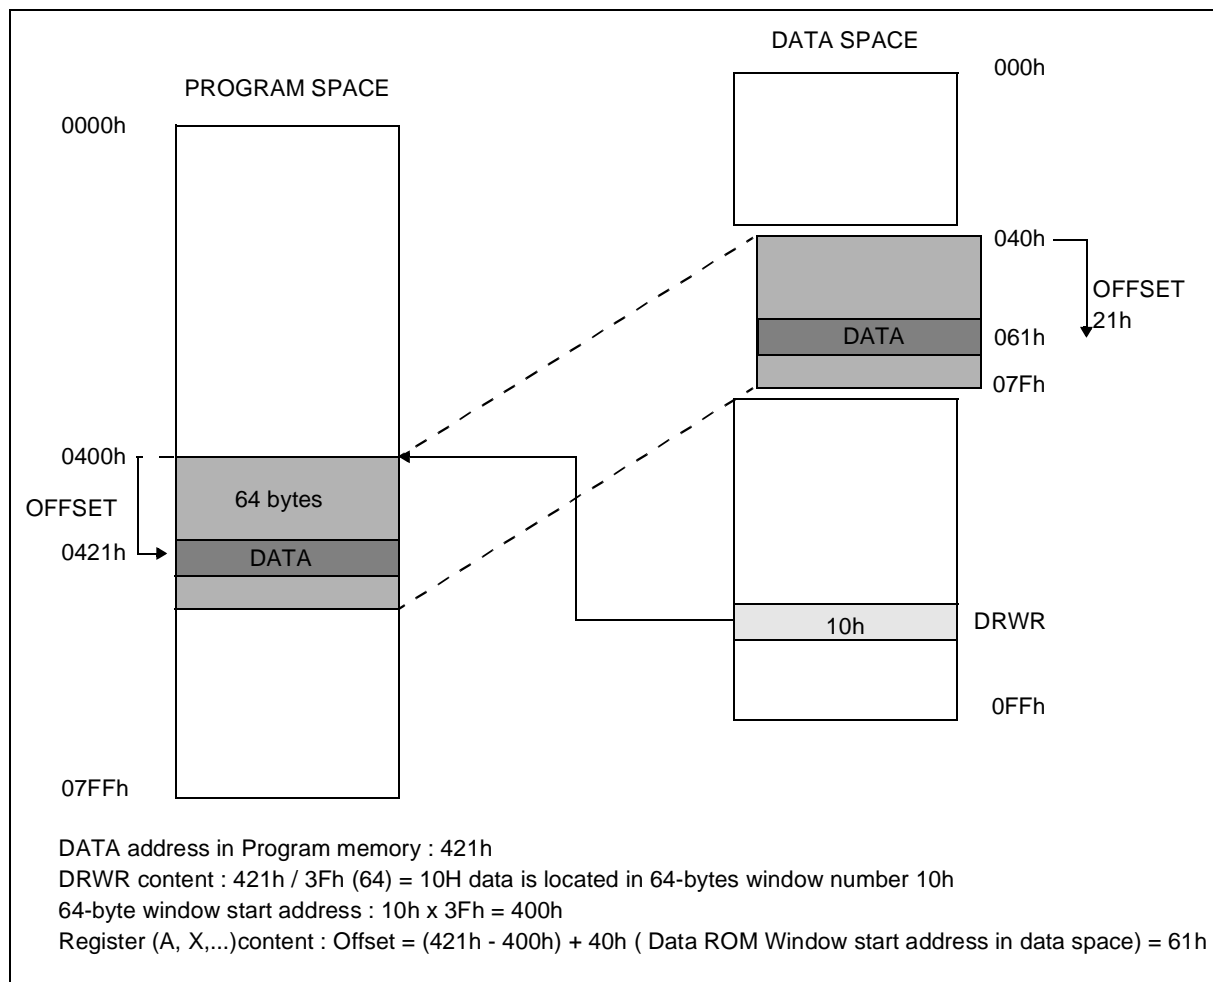 DATA SPACE
000h
PROGRAM SPACE
0000h
040h
OFFSET
21h
DATA
061h
07Fh
0400h
64 bytes
OFFSET
0421h
DATA
10h
DRWR
0FFh
07FFh
DATA address in Program memory : 421h
DRWR content : 421h / 3Fh (64) = 10H data is located in 64-bytes window number 10h
64-byte window start address : 10h x 3Fh = 400h
Register (A, X,...)content : Offset = (421h - 400h) + 40h ( Data ROM Window start address in data space) = 61h